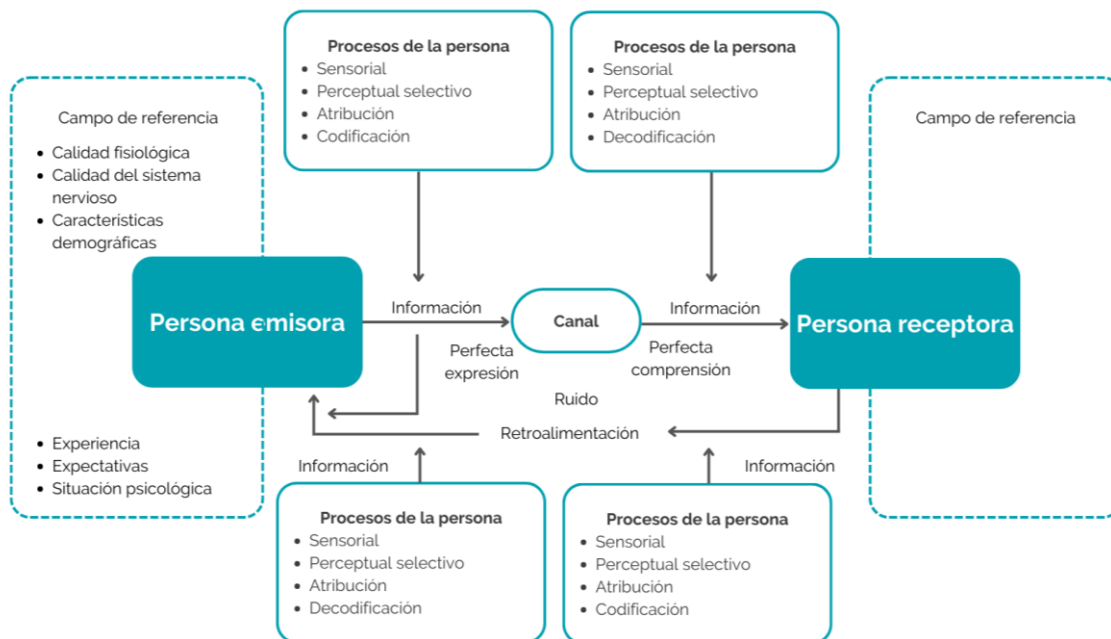 Procesos de la persona
• Sensorial
• Perceptual selectivo
• Atribución
• Codificación
Procesos de la persona
• Sensorial
• Perceptual selectivo
• Atribución
• Decodificación
Campo de referencia
• Calidad fisiológica
• Calidad del sistema
nervioso
• Características
demográficas
Campo de referencia
Persona emisora
Información
Perfecta
expresión
Canal
Información
Perfecta
comprensión
Persona receptora
Ruido
Retroalimentación
• Experiencia
• Expectativas
• Situación psicológica
Información
Información
Procesos de la persona
• Sensorial
• Perceptual selectivo
• Atribución
• Decodificación
Procesos de la persona
• Sensorial
• Perceptual selectivo
• Atribución
• Codificación